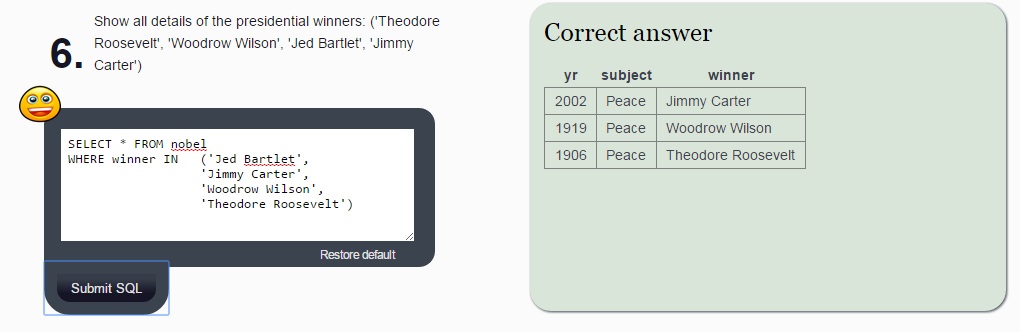 6.
Show all details of the presidential winners: ('Theodore
Roosevelt', 'Woodrow Wilson', 'Jed Bartlet', 'Jimmy
Carter')
SELECT * FROM nobel
WHERE winner IN ('Jed Bartlet',
'Jimmy Carter',
'Woodrow Wilson',
'Theodore Roosevelt')
Restore default
Submit SQL
Correct answer
yr subject winner
2002 Peace Jimmy Carter
1919 Peace Woodrow Wilson
1906 Peace Theodore Roosevelt